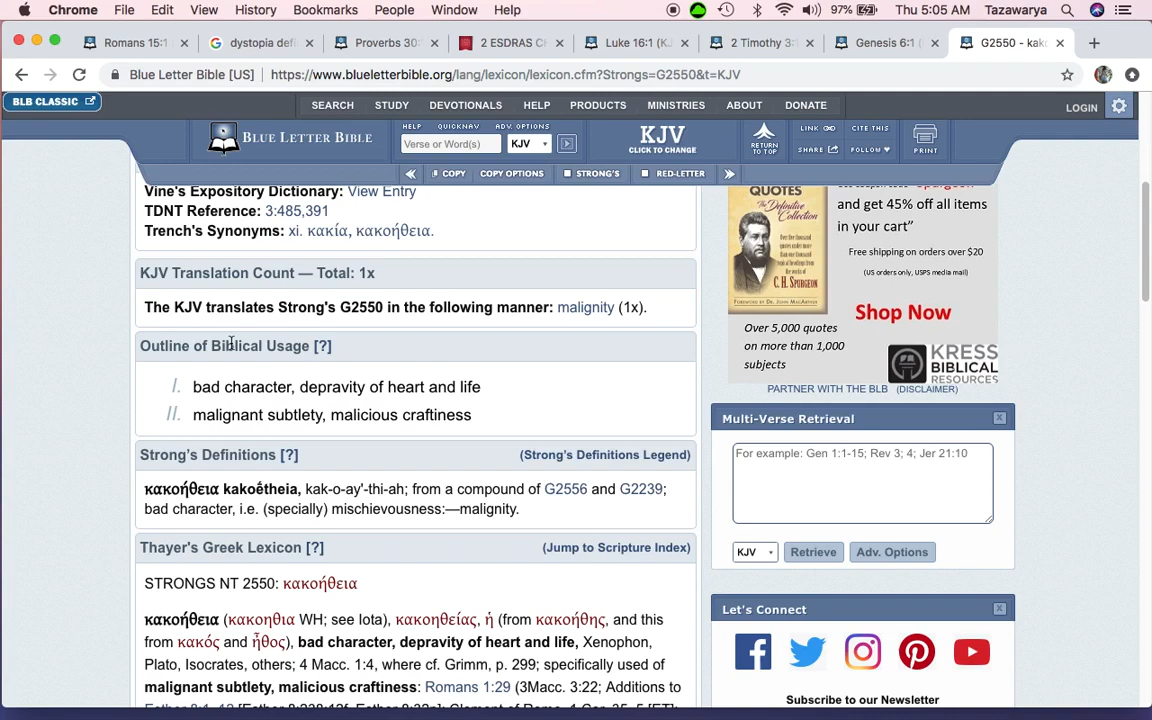 Chrome File Edit View History Bookmarks People Window Help 97% Thu 5:05 AM Tazawarya
Romans 15:1 dystopia defi Proverbs 30: 2 ESDRAS CH Luke 16:1 (KJ 2 Timothy 3: Genesis 6:1 ( G2550 - kako
Blue Letter Bible [US] https://www.blueletterbible.org/lang/lexicon/lexicon.cfm?Strongs=G2550&t=KJV
BLB CLASSIC SEARCH STUDY DEVOTIONALS HELP PRODUCTS MINISTRIES ABOUT DONATE LOGIN
BLUE LETTER BIBLE
HELP QUICKNAV ADV. OPTIONS
Verse or Word(s) KJV
KJV
CLICK TO CHANGE
RETURN
TO TOP
LINK CITE THIS
SHARE FOLLOW
PRINT
COPY COPY OPTIONS STRONG'S RED-LETTER
Vine's Expository Dictionary: View Entry
TDNT Reference: 3:485,391
Trench's Synonyms: xi. κακία, κακοήθεια.
KJV Translation Count — Total: 1x
The KJV translates Strong's G2550 in the following manner: malignity (1x).
Outline of Biblical Usage [?]
I. bad character, depravity of heart and life
II. malignant subtlety, malicious craftiness
Strong's Definitions [?] (Strong's Definitions Legend)
κακοήθεια kakoḗtheia, kak-o-ay'-thi-ah; from a compound of G2556 and G2239;
bad character, i.e. (specially) mischievousness:—malignity.
Thayer's Greek Lexicon [?] (Jump to Scripture Index)
STRONGS NT 2550: κακοήθεια
κακοήθεια (κακοηθια WH; see Iota), κακοηθείας, ἡ (from κακοήθης, and this
from κακός and ἦθος), bad character, depravity of heart and life, Xenophon,
Plato, Isocrates, others; 4 Macc. 1:4, where cf. Grimm, p. 299; specifically used of
malignant subtlety, malicious craftiness: Romans 1:29 (3Macc. 3:22; Additions to
QUOTES
The Definitive
Collection
C. H. SPURGEON
and get 45% off all items
in your cart”
Free shipping on orders over $20
(US orders only, USPS media mail)
Shop Now
Over 5,000 quotes
on more than 1,000
subjects
KRESS
BIBLICAL
RESOURCES
PARTNER WITH THE BLB (DISCLAIMER)
Multi-Verse Retrieval x
For example: Gen 1:1-15; Rev 3; 4; Jer 21:10
KJV Retrieve Adv. Options
Let's Connect x
Subscribe to our Newsletter